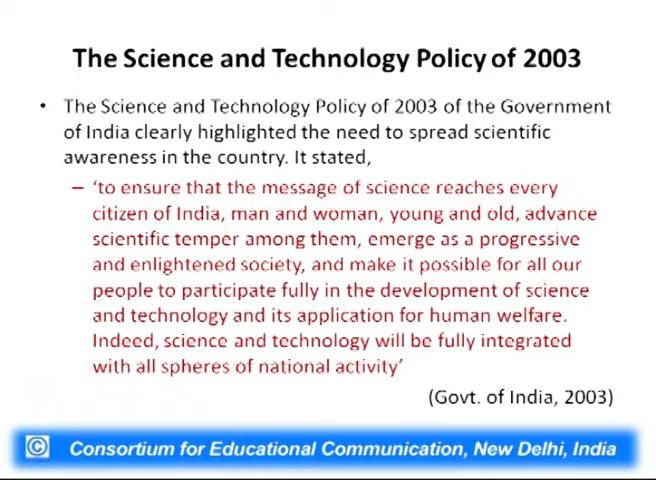 The Science and Technology Policy of 2003
• The Science and Technology Policy of 2003 of the Government
of India clearly highlighted the need to spread scientific
awareness in the country. It stated,
– ‘to ensure that the message of science reaches every
citizen of India, man and woman, young and old, advance
scientific temper among them, emerge as a progressive
and enlightened society, and make it possible for all our
people to participate fully in the development of science
and technology and its application for human welfare.
Indeed, science and technology will be fully integrated
with all spheres of national activity’
(Govt. of India, 2003)
© Consortium for Educational Communication, New Delhi, India